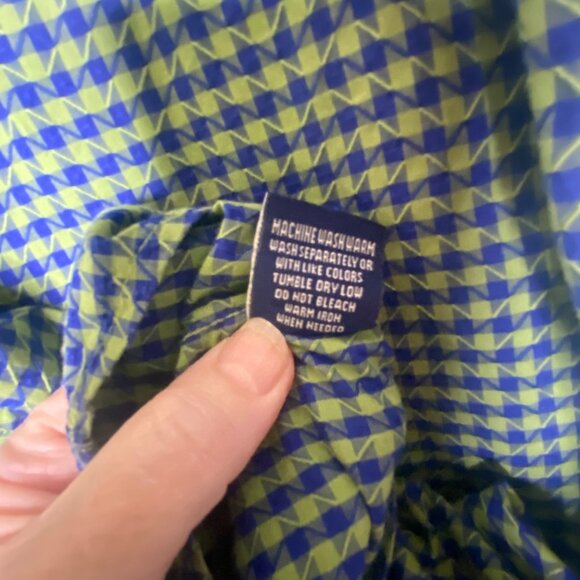 MACHINE WASH WARM
WASH SEPARATELY OR
WITH LIKE COLORS
TUMBLE DRY LOW
DO NOT BLEACH
WARM IRON
WHEN NEEDED